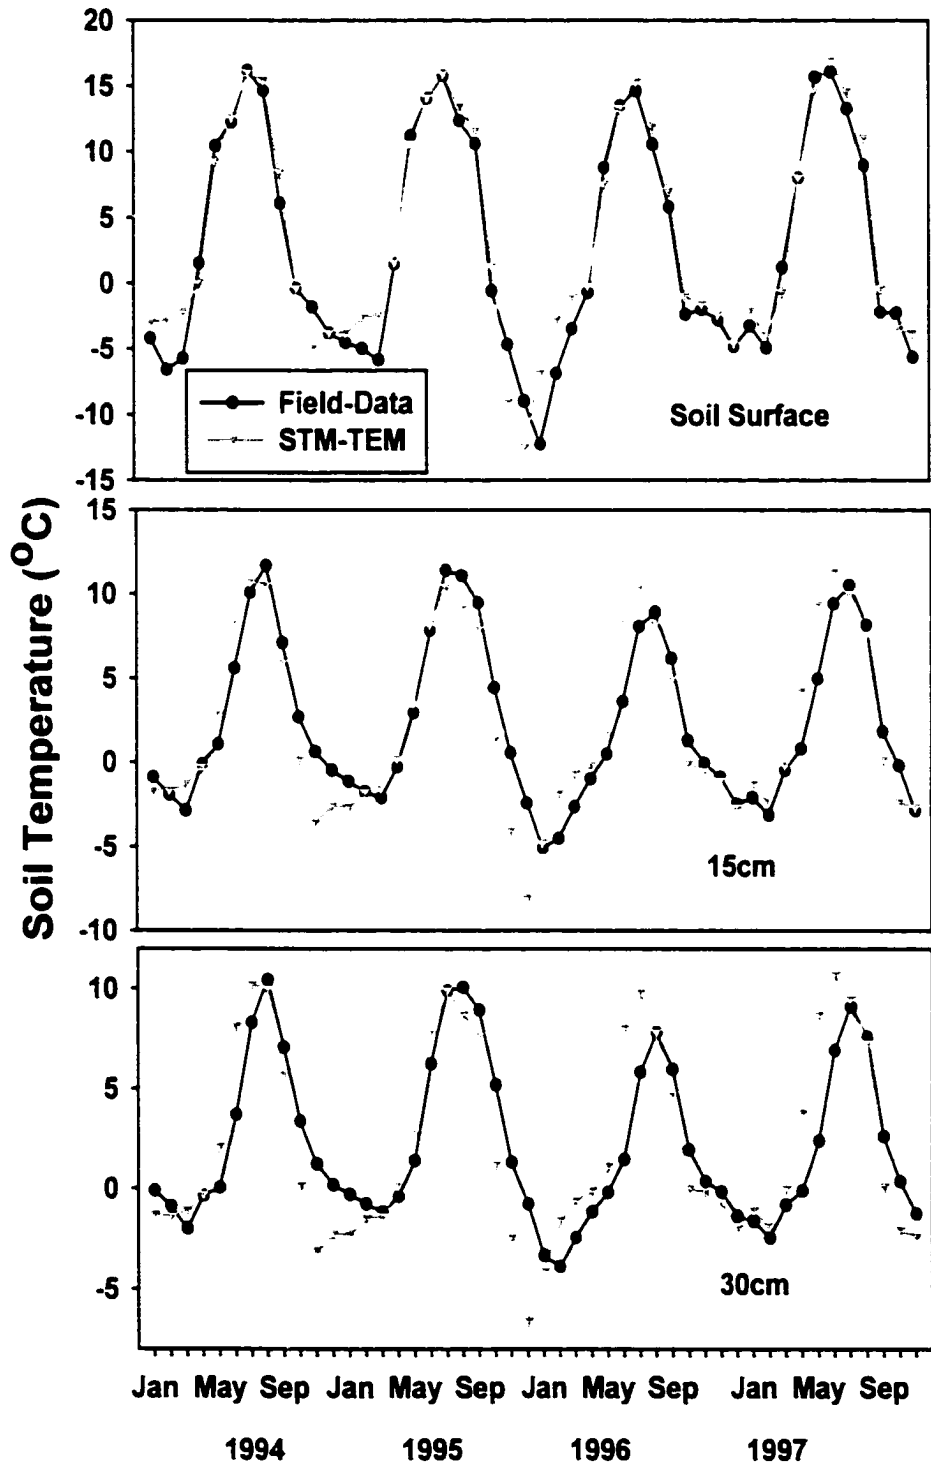 20
15
10
5
0
-5
-10
-15
Field-Data
STM-TEM
Soil Surface
Soil Temperature (°C)
15
10
5
0
-5
-10
15cm
10
5
0
-5
30cm
Jan May Sep Jan May Sep Jan May Sep Jan May Sep
1994 1995 1996 1997